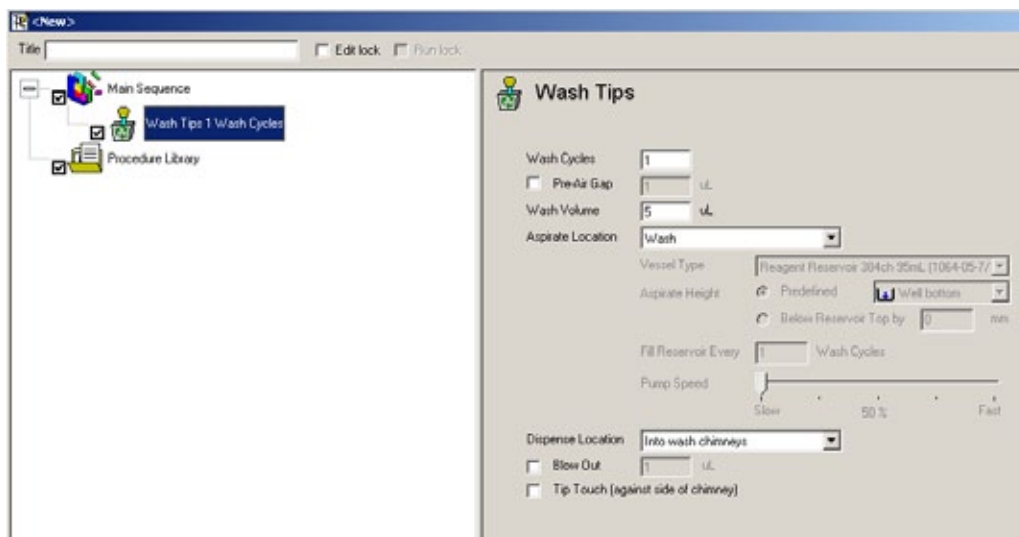 <New>
Title Edit lock Run lock
Main Sequence
Wash Tips 1 Wash Cycles
Procedure Library
Wash Tips
Wash Cycles 1
Pre-Air Gap 1 uL
Wash Volume 5 uL
Aspirate Location Wash
Vessel Type Reagent Reservoir 384ch 95mL (1064-05-7/
Aspirate Height Predefined Well bottom
Below Reservoir Top by 0 mm
Fill Reservoir Every 1 Wash Cycles
Pump Speed
Slow 50 % Fast
Dispense Location Into wash chimneys
Blow Out 1 uL
Tip Touch (against side of chimney)